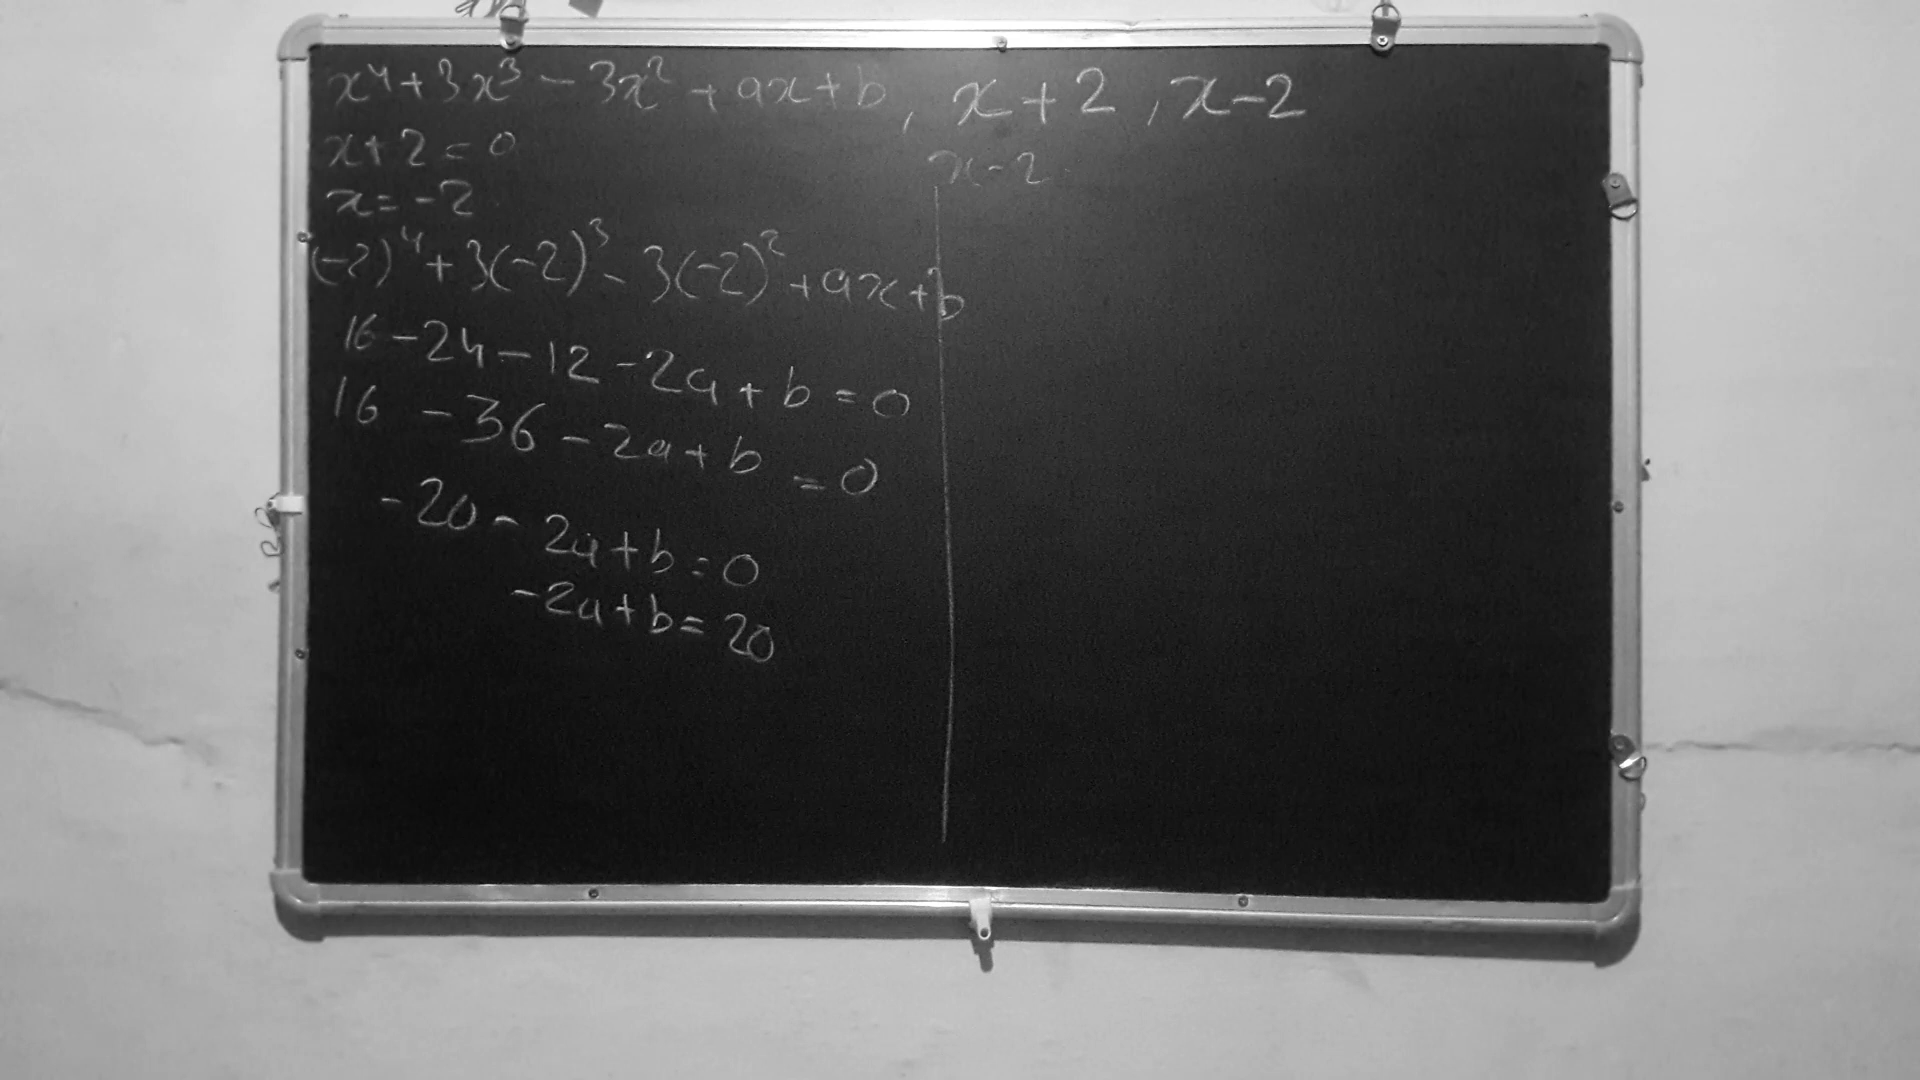 x⁴+3x³-3x²+ax+b, x+2, x-2
x+2=0
x=-2
(-2)⁴+3(-2)³-3(-2)²+ax+b
16-24-12-2a+b=0
16-36-2a+b=0
-20-2a+b=0
-2a+b=20
x-2